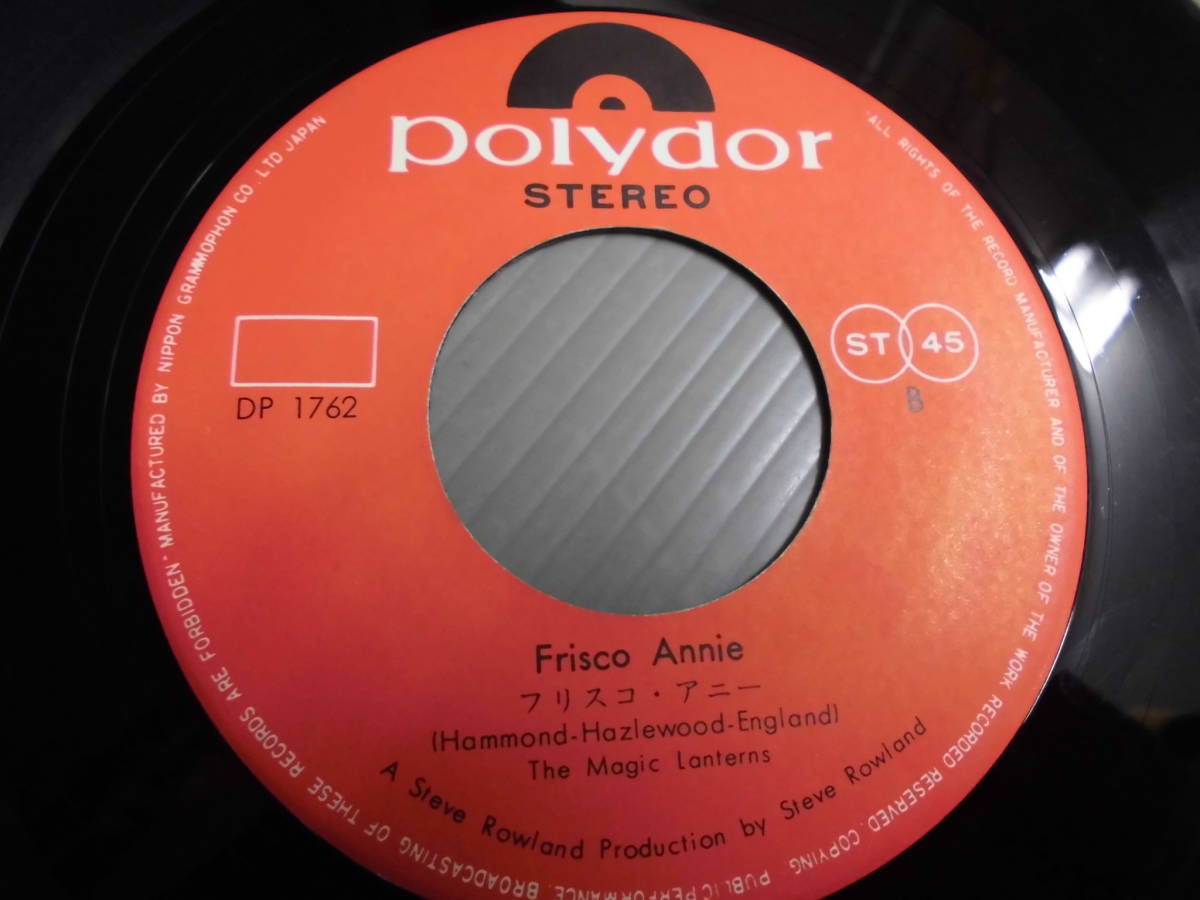 polydor
STEREO
DP 1762
ST 45
B
Frisco Annie
フリスコ・アニー
(Hammond-Hazlewood-England)
The Magic Lanterns
A Steve Rowland Production by Steve Rowland
ALL RIGHTS OF THE RECORD MANUFACTURER AND OF THE OWNER OF THE WORK RECORDED RESERVED. COPYING, PUBLIC PERFORMANCE, BROADCASTING OF THESE RECORDS ARE FORBIDDEN· MANUFACTURED BY NIPPON GRAMMOPHON CO. LTD JAPAN